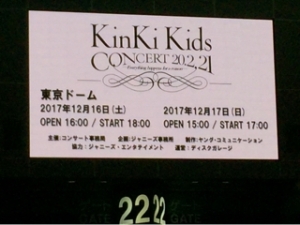 KinKi Kids
CONCERT 20.2.21
Everything happens for a reason
東京ドーム
2017年12月16日(土) 2017年12月17日(日)
OPEN 16:00 / START 18:00 OPEN 15:00 / START 17:00
主催:コンサート事務局 企画:ジャニーズ事務局 制作:ヤング・コミュニケーション
協力:ジャニーズ・エンタテイメント 運営:ディスクガレージ
22 22
GATE GATE